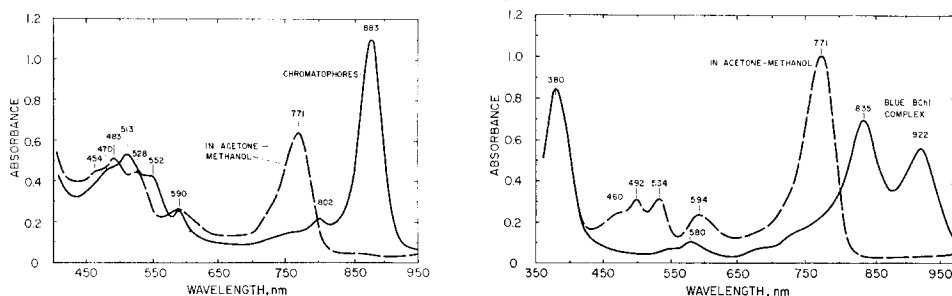 1.2
883
1.0
0.8
CHROMATOPHORES
771
0.6
513
483
IN ACETONE-
METHANOL
470
454
528
552
0.4
590
802
0.2
0
ABSORBANCE
450 550 650 750 850 950
WAVELENGTH, nm
1.2
771
1.0
IN ACETONE-METHANOL
380
835
0.8
BLUE BChl
COMPLEX
922
0.6
0.4
492
534
460
594
0.2
580
0
ABSORBANCE
350 450 550 650 750 850 950
WAVELENGTH, nm